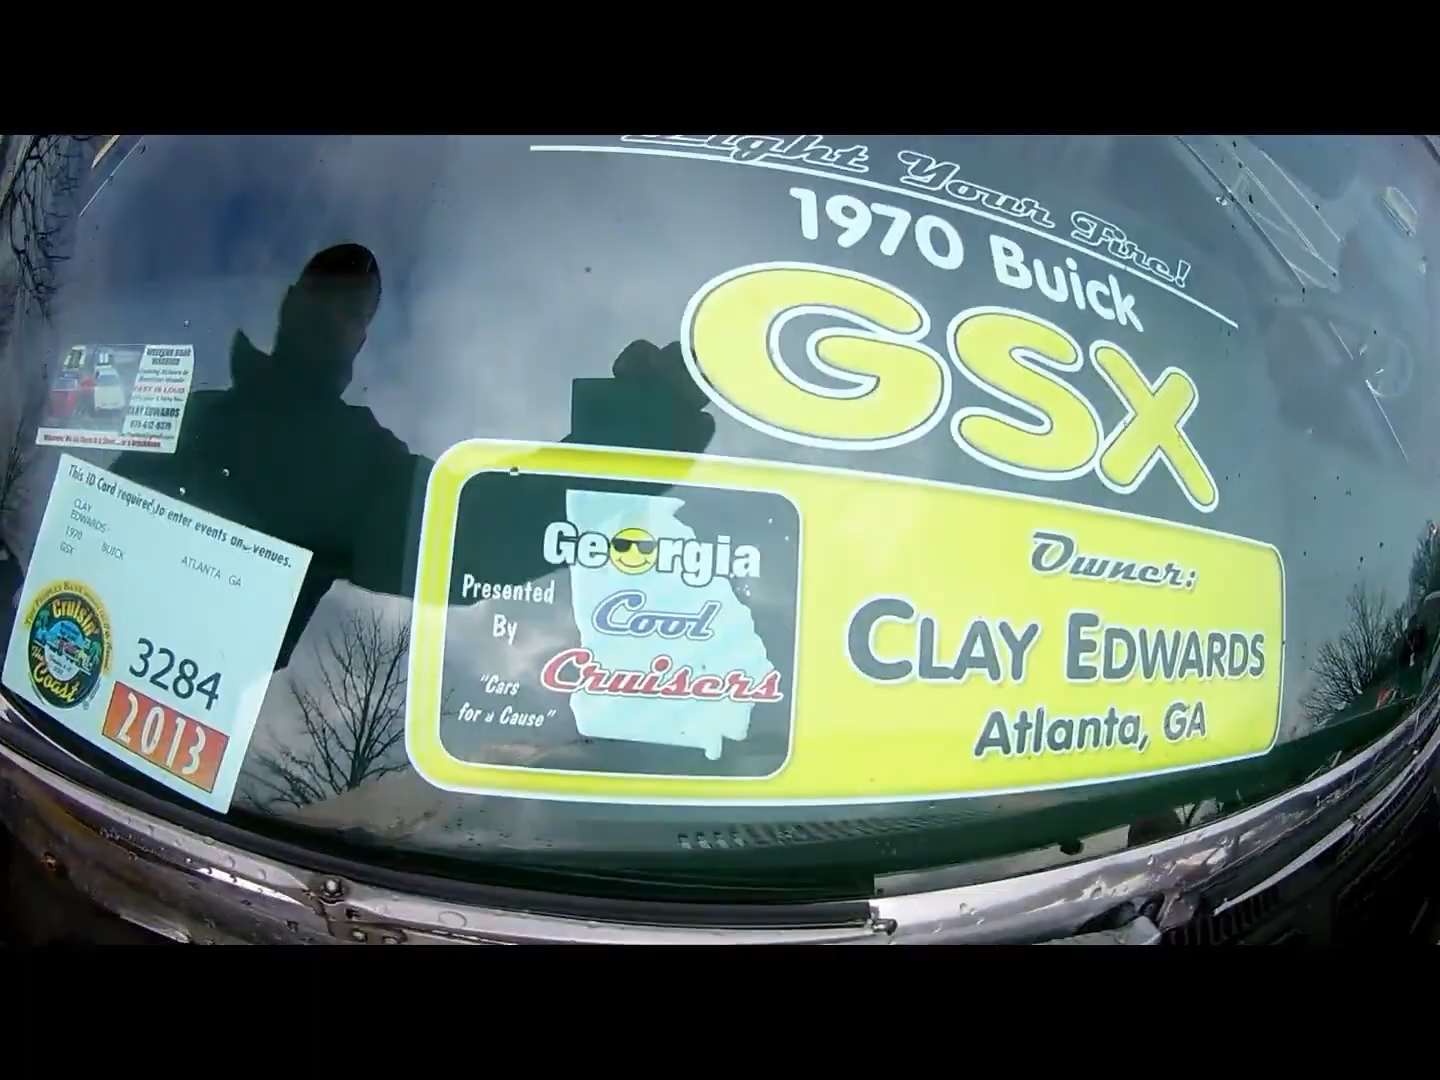 Light Your Fire!
1970 Buick
GSX
Georgia
Presented
By
Cool
Cruisers
"Cars
for a Cause"
Owner:
CLAY EDWARDS
Atlanta, GA
CLAY EDWARDS
This ID Card required to enter events and venues.
CLAY
EDWARDS
1970 BUICK
GSX
ATLANTA GA
Cruisin'
The
Coast
3284
2013